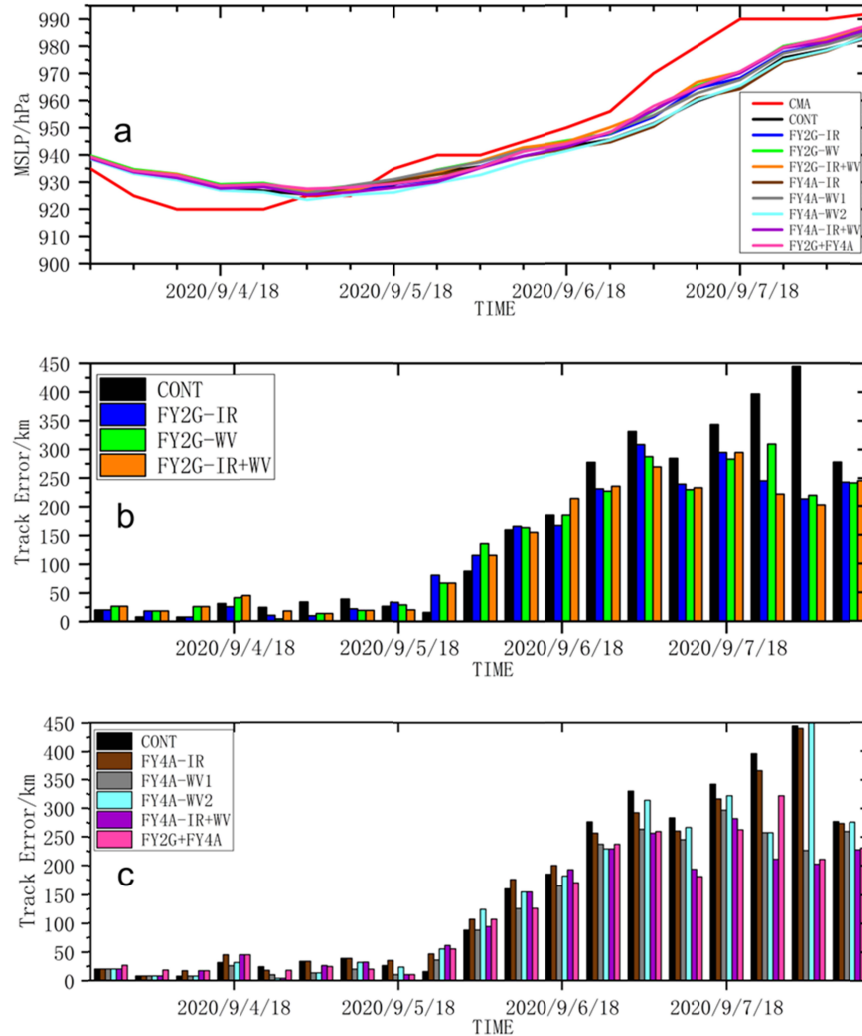 990
980
970
960
950
940
930
920
910
900
MSLP/hPa
a
CMA
CONT
FY2G-IR
FY2G-WV
FY2G-IR+WV
FY4A-IR
FY4A-WV1
FY4A-WV2
FY4A-IR+WV
FY2G+FY4A
2020/9/4/18 2020/9/5/18 2020/9/6/18 2020/9/7/18
TIME
450
400
350
300
250
200
150
100
50
0
Track Error/km
CONT
FY2G-IR
FY2G-WV
FY2G-IR+WV
b
2020/9/4/18 2020/9/5/18 2020/9/6/18 2020/9/7/18
TIME
450
400
350
300
250
200
150
100
50
0
Track Error/km
CONT
FY4A-IR
FY4A-WV1
FY4A-WV2
FY4A-IR+WV
FY2G+FY4A
c
2020/9/4/18 2020/9/5/18 2020/9/6/18 2020/9/7/18
TIME